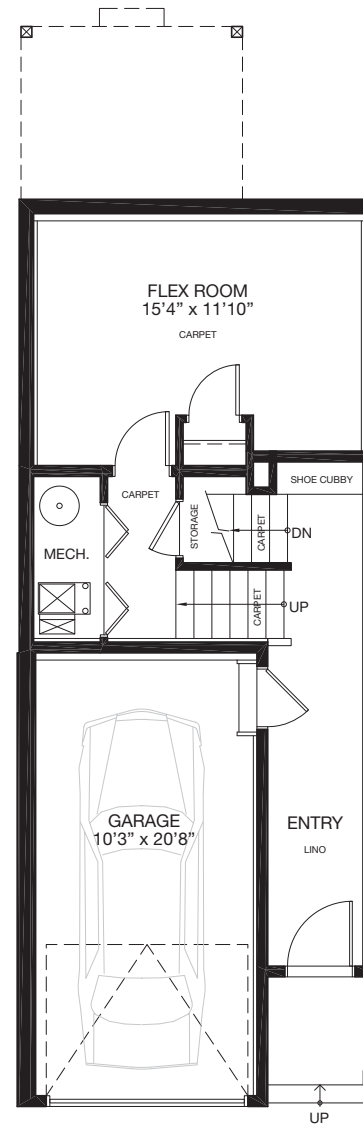 FLEX ROOM
15’4” x 11’10”
CARPET
CARPET
STORAGE
CARPET
SHOE CUBBY
DN
MECH.
CARPET
UP
GARAGE
10’3” x 20’8”
ENTRY
LINO
UP